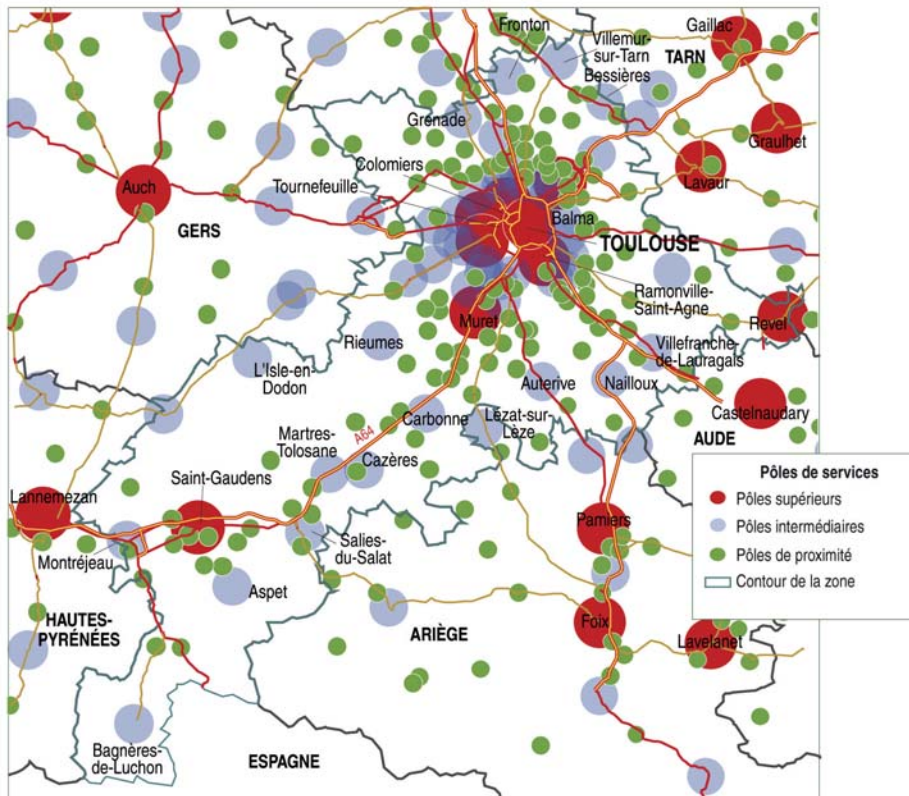 Fronton
Villemur-
sur-Tarn
Bessières
Gaillac
TARN
Grenade
Graulhet
Colomiers
Lavaur
Tournefeuille
Auch
Balma
GERS
TOULOUSE
Ramonville-
Saint-Agne
Muret
Revel
Rieumes
Villefranche-
de-Lauragais
L'Isle-en-
Dodon
Auterive
Nailloux
Carbonne
Lézat-sur-
Lèze
Castelnaudary
A64
Martres-
Tolosane
AUDE
Cazères
Saint-Gaudens
Lannemezan
Pamiers
Salies-
du-Salat
Montréjeau
Aspet
HAUTES-
PYRÉNÉES
ARIÈGE
Foix
Lavelanet
Bagnères-
de-Luchon
ESPAGNE
Pôles de services
Pôles supérieurs
Pôles intermédiaires
Pôles de proximité
Contour de la zone